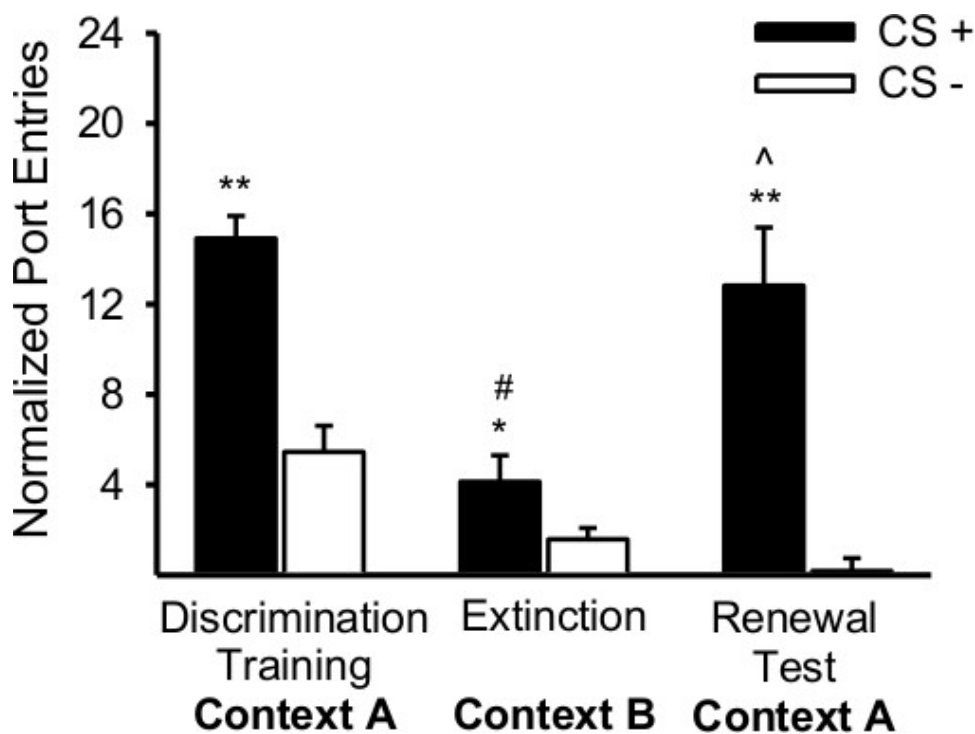 Normalized Port Entries
24
20
16
12
8
4
CS +
CS -
**
#
*
^
**
Discrimination Training
Context A
Extinction
Context B
Renewal Test
Context A